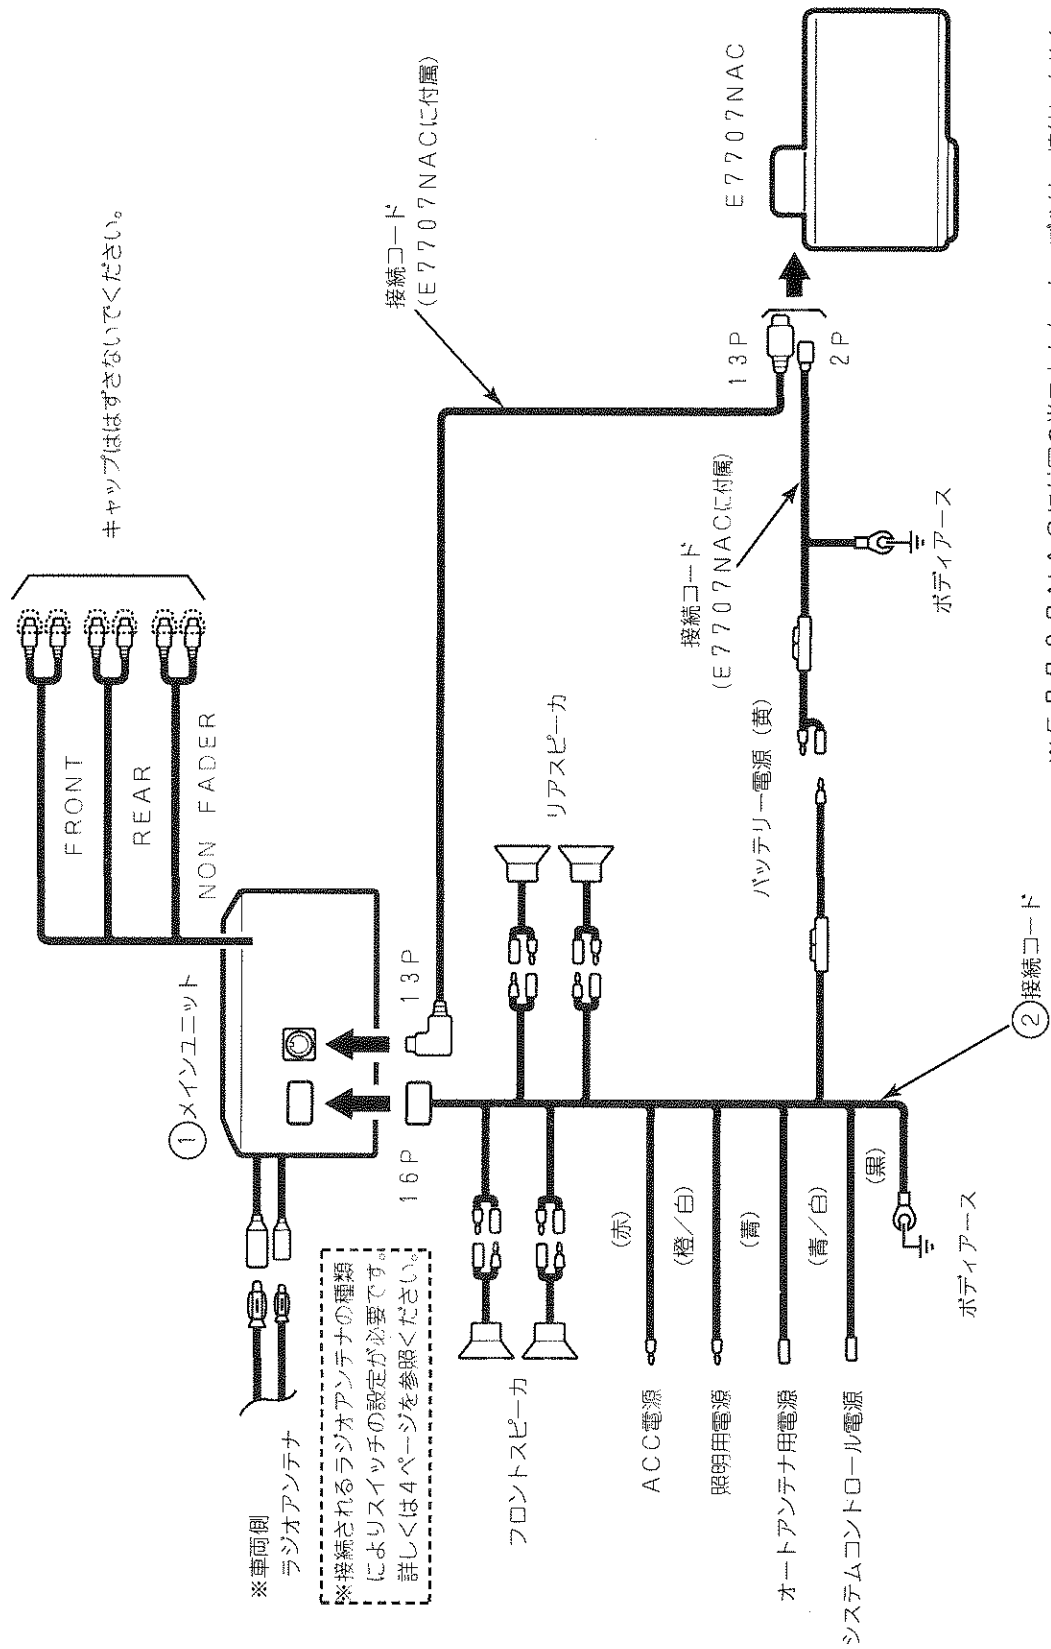 キャップははずさないでください。
FRONT
REAR
NON FADER
①メインユニット
接続コード
(E7707NACに付属)
E7707NAC
13P
2P
※車両側
ラジオアンテナ
※接続されるラジオアンテナの種類
によりスイッチの設定が必要です。
詳しくは4ページを参照ください。
16P
13P
リアスピーカ
接続コード
(E7707NACに付属)
ボディアース
バッテリー電源(黄)
フロントスピーカ
ACC電源
(赤)
照明用電源
(橙/白)
オートアンテナ用電源
(青)
システムコントロール電源
(青/白)
(黒)
ボディアース
②接続コード